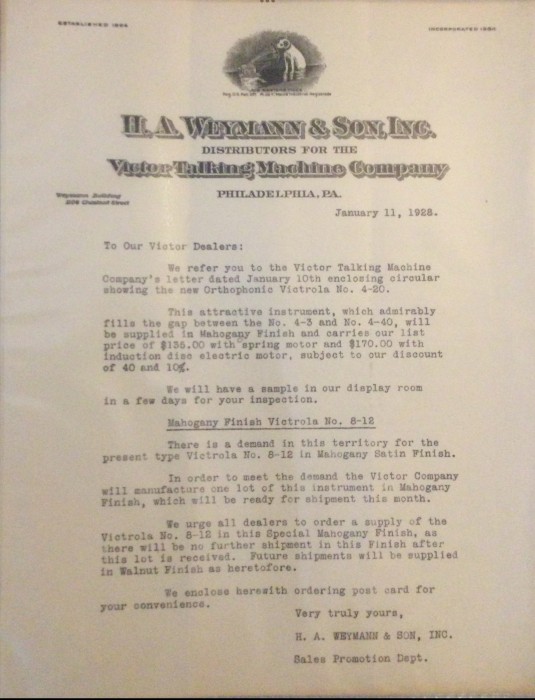 ESTABLISHED 1864
INCORPORATED
H. A. WEYMANN & SON, INC.
DISTRIBUTORS FOR THE
Victor Talking Machine Company
Weymann Building
Chestnut Street
PHILADELPHIA, PA.
January 11, 1928.
To Our Victor Dealers:
We refer you to the Victor Talking Machine
Company's letter dated January 10th enclosing circular
showing the new Orthophonic Victrola No. 4-20.
This attractive instrument, which admirably
fills the gap between the No. 4-3 and No. 4-40, will
be supplied in Mahogany Finish and carries our list
price of $135.00 with spring motor and $170.00 with
induction disc electric motor, subject to our discount
of 40 and 10%.
We will have a sample in our display room
in a few days for your inspection.
Mahogany Finish Victrola No. 8-12
There is a demand in this territory for the
present type Victrola No. 8-12 in Mahogany Satin Finish.
In order to meet the demand the Victor Company
will manufacture one lot of this instrument in Mahogany
Finish, which will be ready for shipment this month.
We urge all dealers to order a supply of the
Victrola No. 8-12 in this Special Mahogany Finish, as
there will be no further shipment in this Finish after
this lot is received. Future shipments will be supplied
in Walnut Finish as heretofore.
We enclose herewith ordering post card for
your convenience.
Very truly yours,
H. A. WEYMANN & SON, INC.
Sales Promotion Dept.